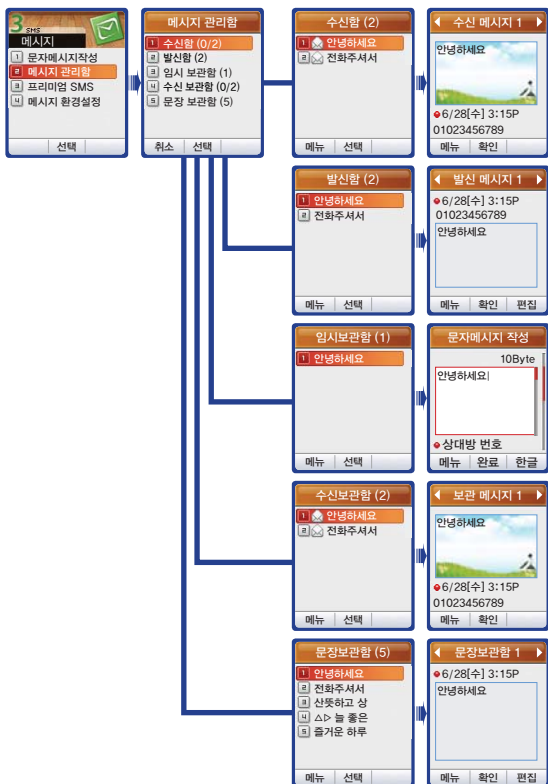 3 SMS
메시지
1 문자메시지작성
2 메시지 관리함
3 프리미엄 SMS
4 메시지 환경설정
선택
메시지 관리함
1 수신함 (0/2)
2 발신함 (2)
3 임시 보관함 (1)
4 수신 보관함 (0/2)
5 문장 보관함 (5)
취소 선택
수신함 (2)
1 안녕하세요
2 전화주셔서
메뉴 선택
수신 메시지 1
안녕하세요
6/28[수] 3:15P
01023456789
메뉴 확인
발신함 (2)
1 안녕하세요
2 전화주셔서
메뉴 선택
발신 메시지 1
6/28[수] 3:15P
01023456789
안녕하세요
메뉴 확인 편집
임시보관함 (1)
1 안녕하세요
메뉴 선택
문자메시지 작성
10Byte
안녕하세요
상대방 번호
메뉴 완료 한글
수신보관함 (2)
1 안녕하세요
2 전화주셔서
메뉴 선택
보관 메시지 1
안녕하세요
6/28[수] 3:15P
01023456789
메뉴 확인
문장보관함 (5)
1 안녕하세요
2 전화주셔서
3 산뜻하고 상
4 △▷ 늘 좋은
5 즐거운 하루
메뉴 선택
문장보관함 1
6/28[수] 3:15P
안녕하세요
메뉴 확인 편집